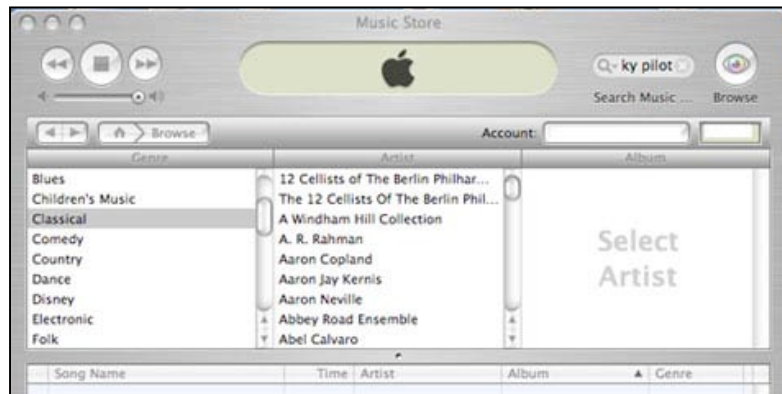 Music Store
ky pilot
Search Music ... Browse
Browse Account:
Genre Artist Album
Blues
Children's Music
Classical
Comedy
Country
Dance
Disney
Electronic
Folk
12 Cellists of The Berlin Philhar...
The 12 Cellists Of The Berlin Phil...
A Windham Hill Collection
A. R. Rahman
Aaron Copland
Aaron Jay Kernis
Aaron Neville
Abbey Road Ensemble
Abel Calvaro
Select
Artist
Song Name Time Artist Album Genre